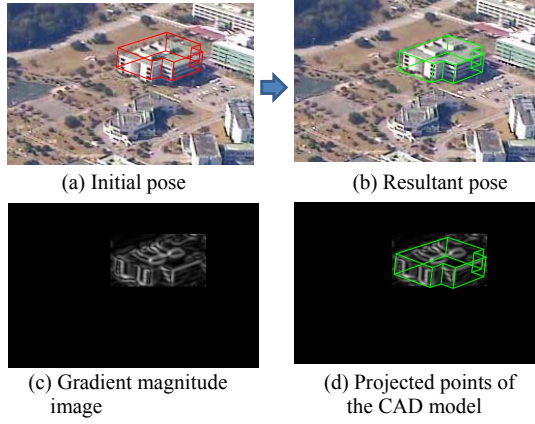 (a) Initial pose
(b) Resultant pose
(c) Gradient magnitude
image
(d) Projected points of
the CAD model